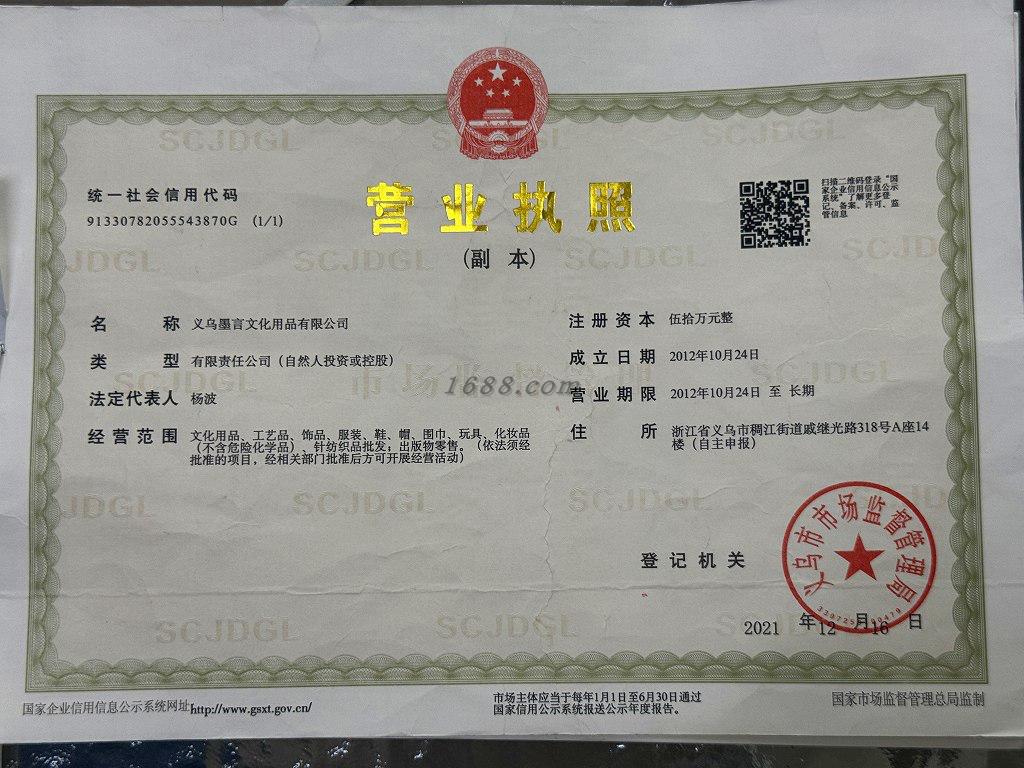 统一社会信用代码
91330782055543870G (1/1)
营业执照
(副 本)
扫描二维码登录"国
家企业信用信息公示
系统"了解更多登
记、备案、许可、监
管信息
名 称 义乌墨言文化用品有限公司
类 型 有限责任公司（自然人投资或控股）
法定代表人 杨波
经营范围 文化用品、工艺品、饰品、服装、鞋、帽、围巾、玩具、化妆品
（不含危险化学品）、针纺织品批发；出版物零售。（依法须经
批准的项目，经相关部门批准后方可开展经营活动）
注册资本 伍拾万元整
成立日期 2012年10月24日
营业期限 2012年10月24日 至 长期
住 所 浙江省义乌市稠江街道戚继光路318号A座14
楼（自主申报）
1688.com
登记机关
义乌市市场监督管理局
2021 年 12 月 16 日
国家企业信用信息公示系统网址http://www.gsxt.gov.cn/
市场主体应当于每年1月1日至6月30日通过
国家信用公示系统报送公示年度报告。
国家市场监督管理总局监制
SCJDGL